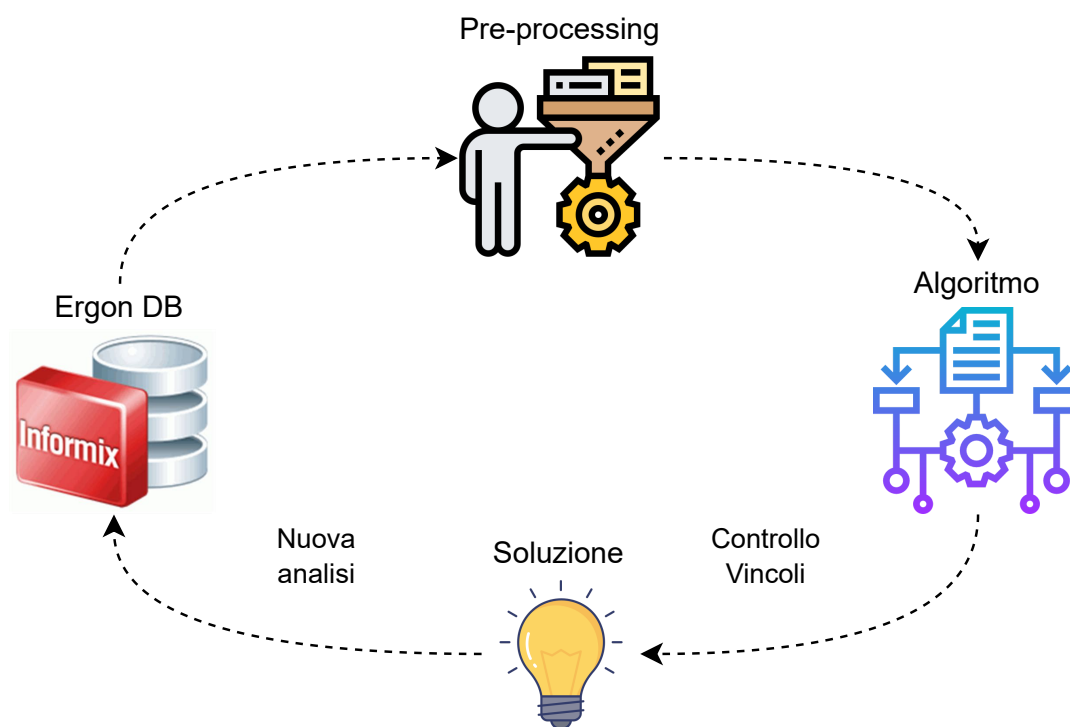 Pre-processing
Ergon DB
Informix
Algoritmo
Nuova
analisi
Soluzione
Controllo
Vincoli